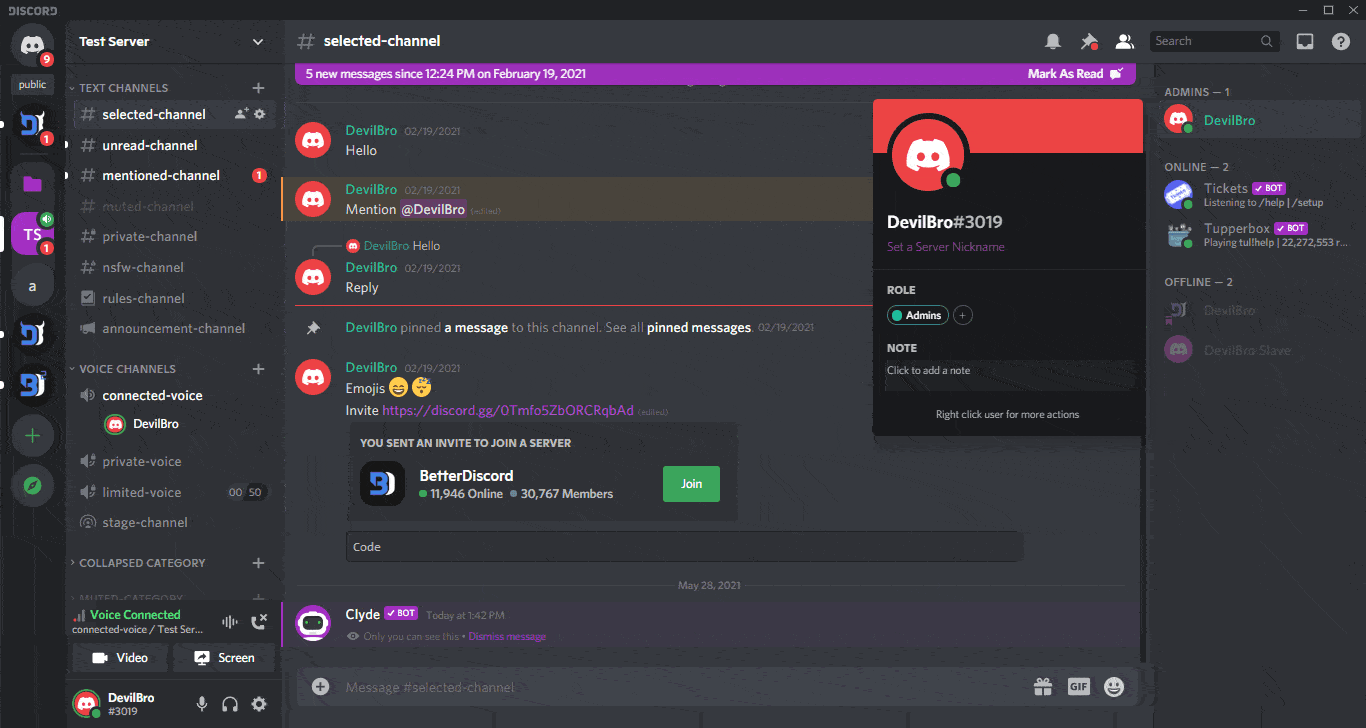 DISCORD
9
public
1
TS
1
a
2
Test Server
TEXT CHANNELS
selected-channel
unread-channel
mentioned-channel 1
muted-channel
private-channel
nsfw-channel
rules-channel
announcement-channel
VOICE CHANNELS
connected-voice
DevilBro
private-voice
limited-voice 00 50
stage-channel
COLLAPSED CATEGORY
MUTED-CATEGORY
Voice Connected
connected-voice / Test Ser...
Video Screen
DevilBro
#3019
selected-channel
Search
5 new messages since 12:24 PM on February 19, 2021 Mark As Read
DevilBro 02/19/2021
Hello
DevilBro 02/19/2021
Mention @DevilBro (edited)
DevilBro Hello
DevilBro 02/19/2021
Reply
DevilBro pinned a message to this channel. See all pinned messages. 02/19/2021
DevilBro 02/19/2021
Emojis
Invite https://discord.gg/0Tmfo5ZbORCRqbAd (edited)
YOU SENT AN INVITE TO JOIN A SERVER
BetterDiscord
11,946 Online 30,767 Members
Join
Code
May 28, 2021
Clyde BOT Today at 1:42 PM
Only you can see this • Dismiss message
Message #selected-channel
GIF
DevilBro#3019
Set a Server Nickname
ROLE
Admins +
NOTE
Click to add a note
Right click user for more actions
ADMINS — 1
DevilBro
ONLINE — 2
Tickets BOT
Listening to /help | /setup
Tupperbox BOT
Playing tul!help | 22,272,553 r...
OFFLINE — 2
DevilBro
DevilBro Slave